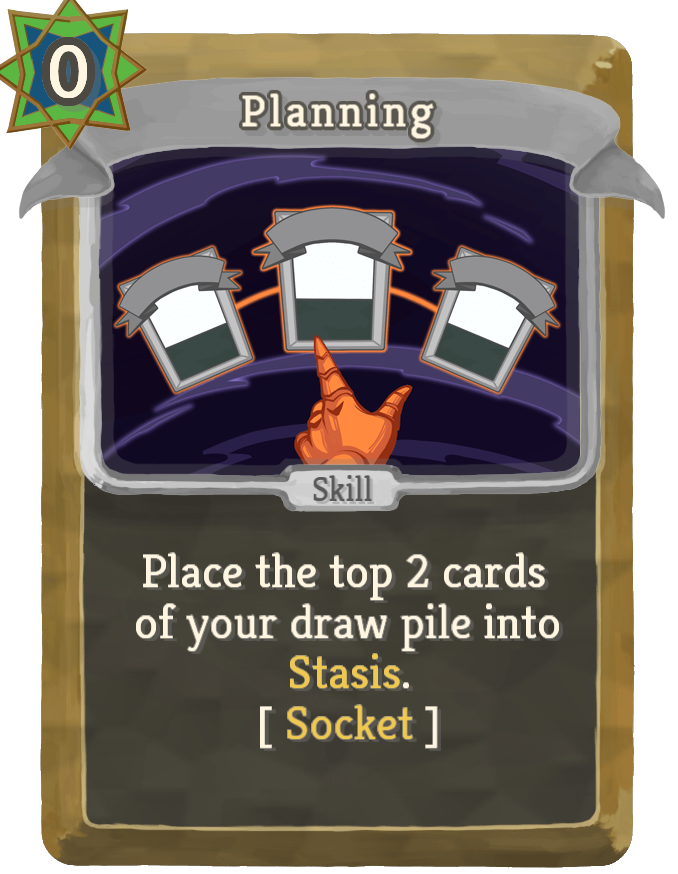 0
Planning
Skill
Place the top 2 cards
of your draw pile into
Stasis.
[ Socket ]